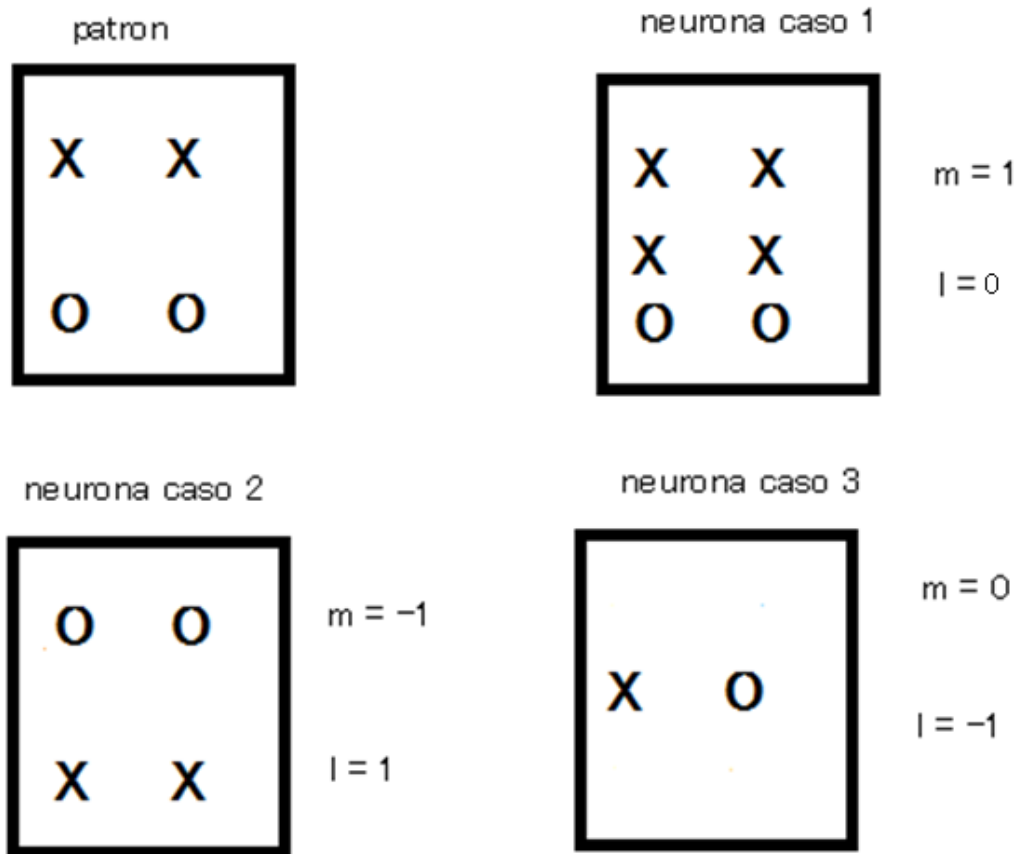 patron
X X
O O
neurona caso 1
X X
X X
O O
m = 1
l = 0
neurona caso 2
O O
X X
m = -1
l = 1
neurona caso 3
X O
m = 0
l = -1